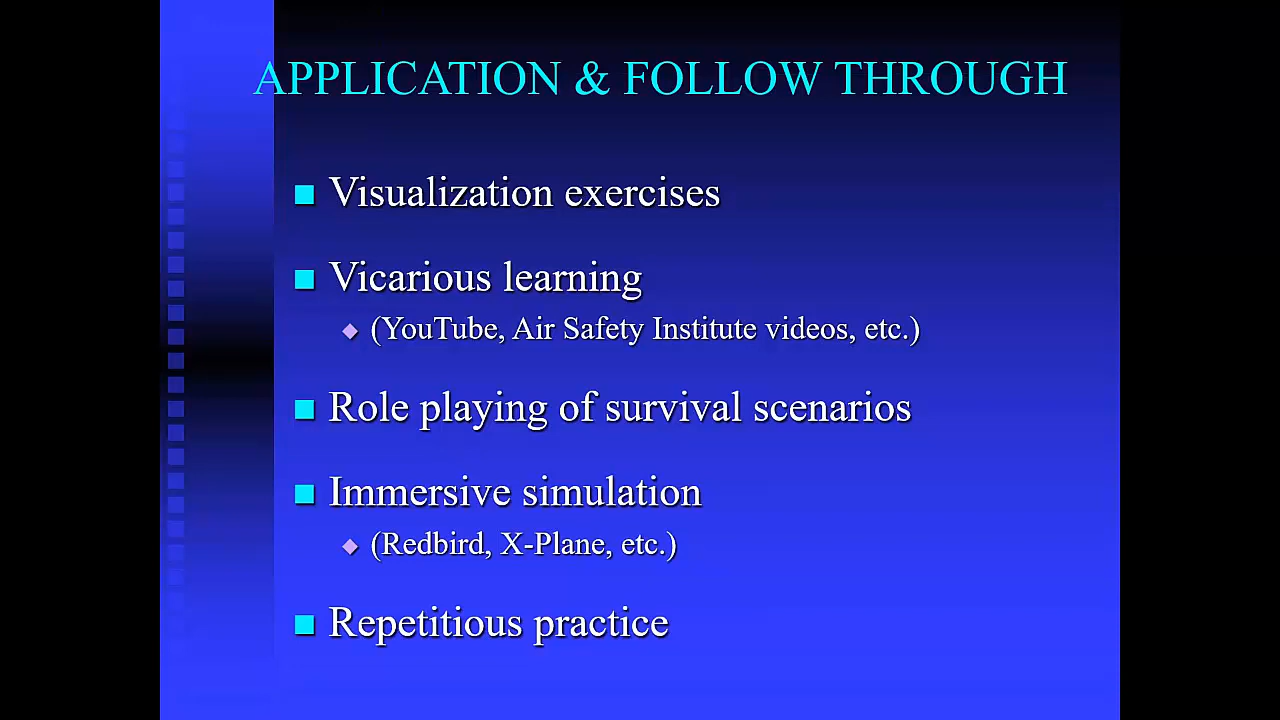 APPLICATION & FOLLOW THROUGH
Visualization exercises
Vicarious learning
(YouTube, Air Safety Institute videos, etc.)
Role playing of survival scenarios
Immersive simulation
(Redbird, X-Plane, etc.)
Repetitious practice